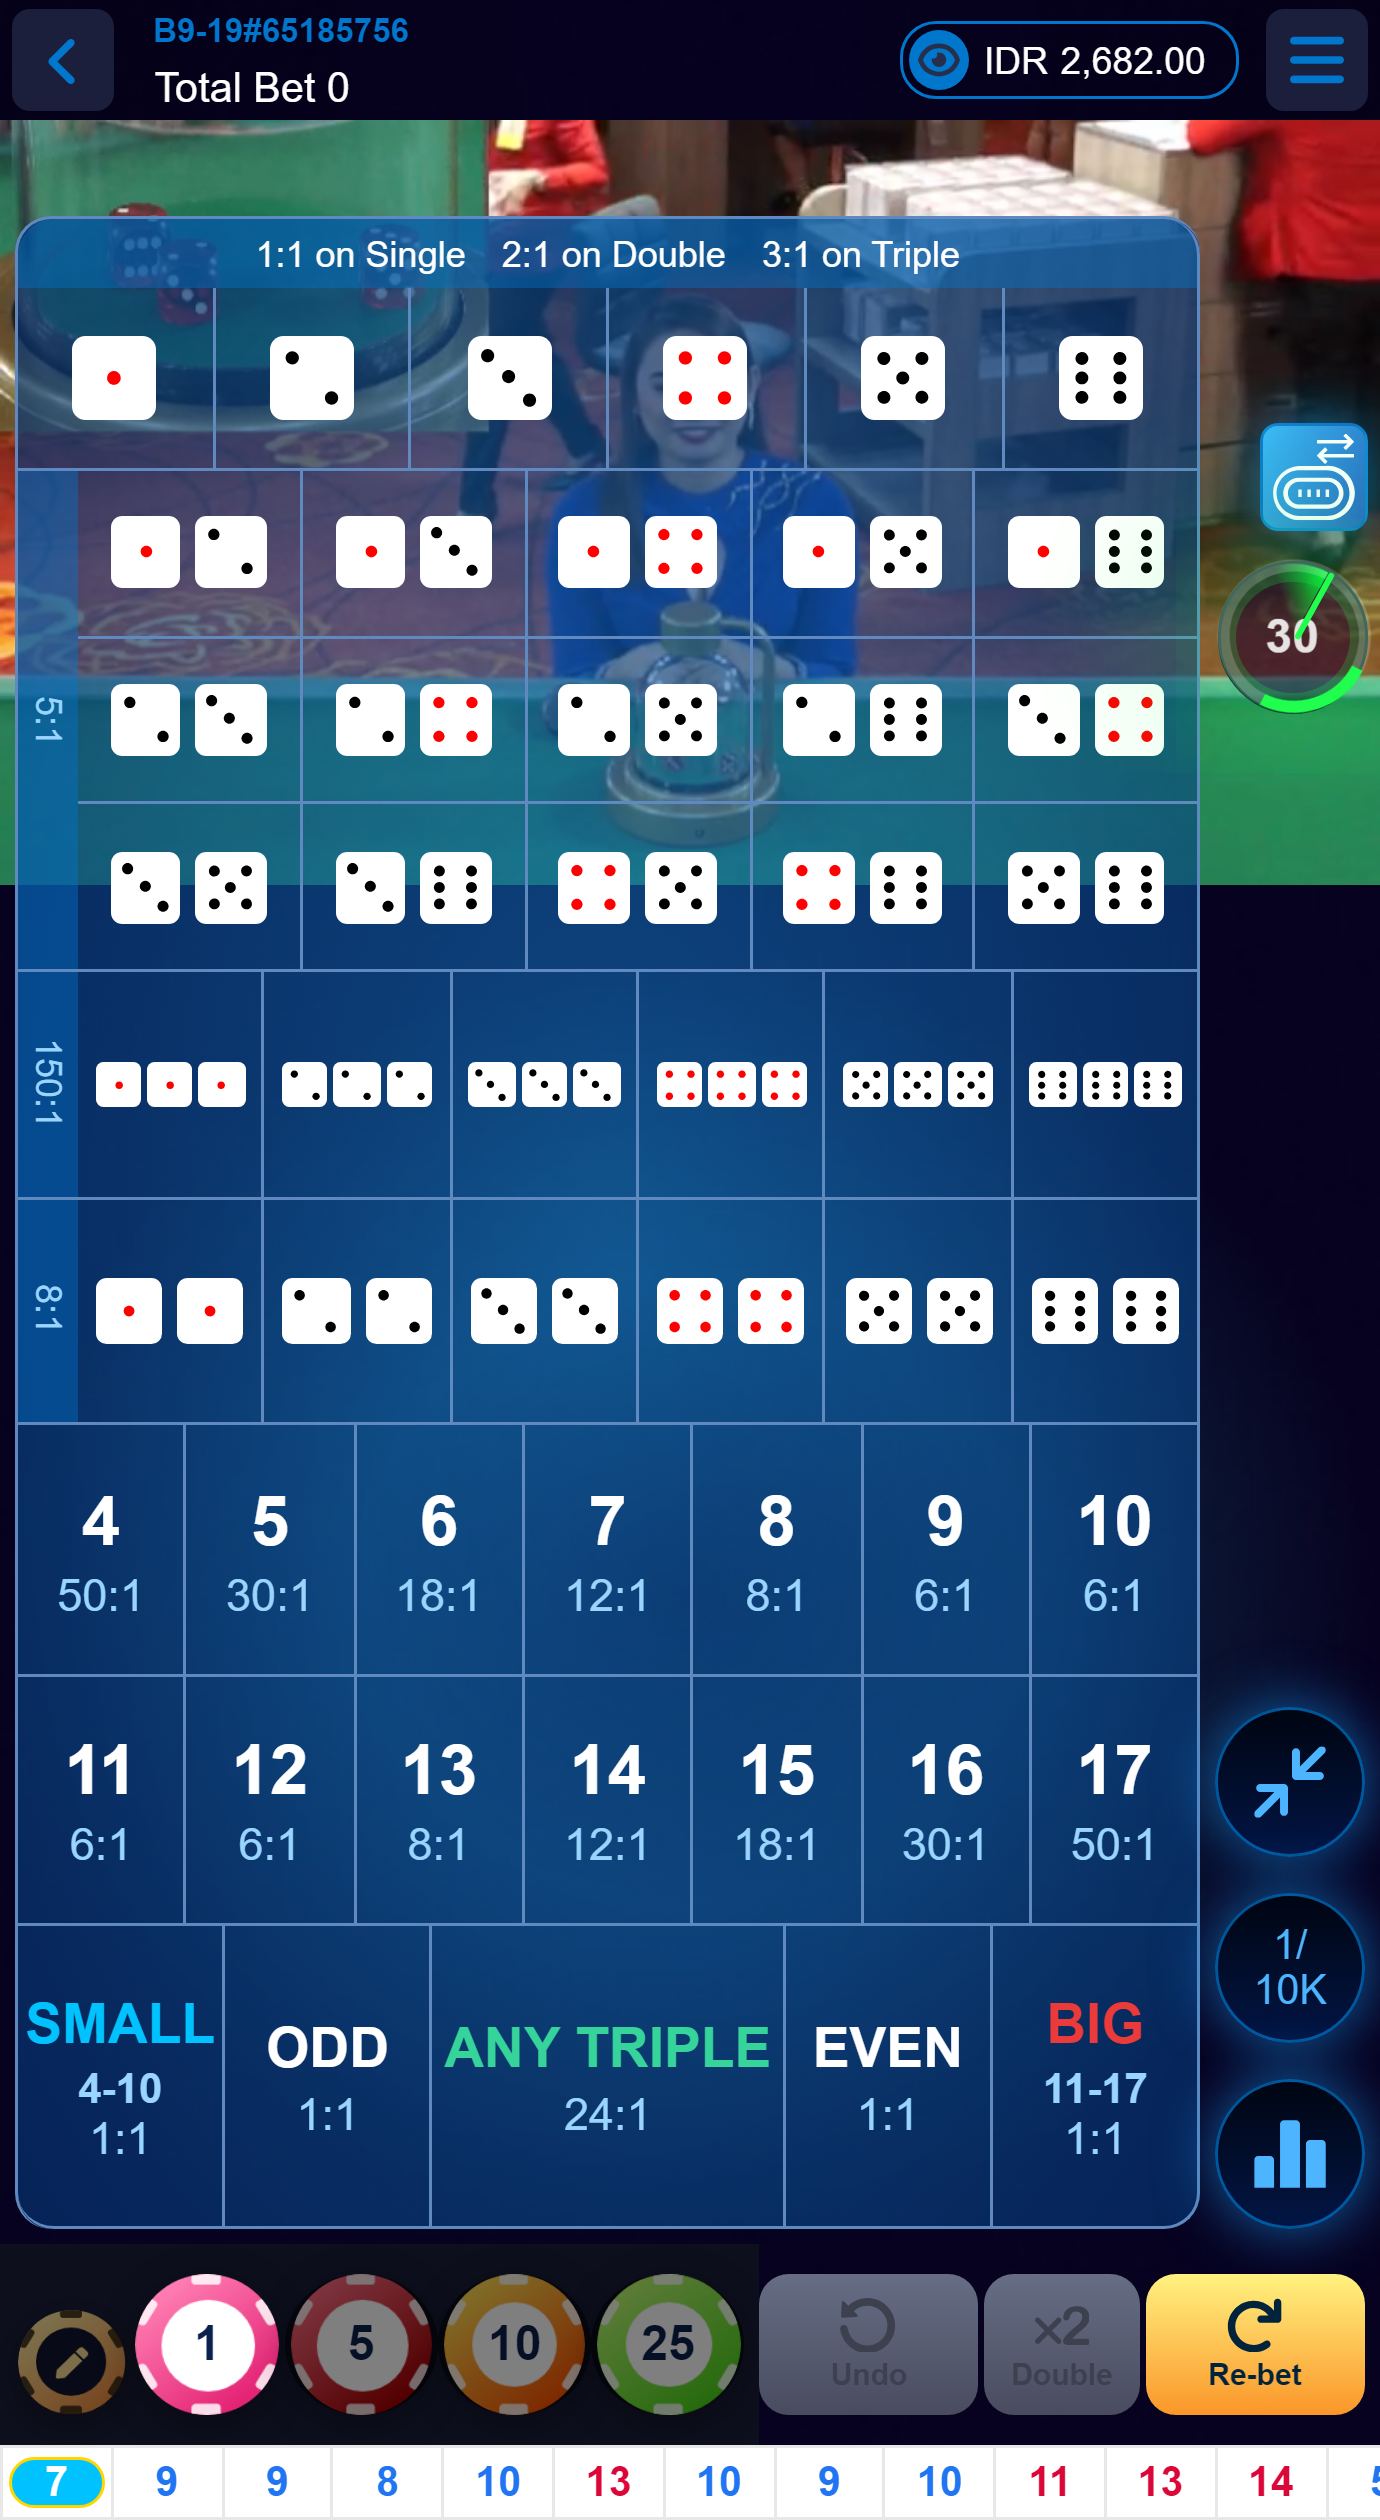 B9-19#65185756
Total Bet 0
IDR 2,682.00
1:1 on Single 2:1 on Double 3:1 on Triple
30
5:1
150:1
8:1
4 5 6 7 8 9 10
50:1 30:1 18:1 12:1 8:1 6:1 6:1
11 12 13 14 15 16 17
6:1 6:1 8:1 12:1 18:1 30:1 50:1
1/
10K
SMALL
4-10
1:1
ODD
1:1
ANY TRIPLE
24:1
EVEN
1:1
BIG
11-17
1:1
1 5 10 25
Undo
x2
Double
Re-bet
7 9 9 8 10 13 10 9 10 11 13 14